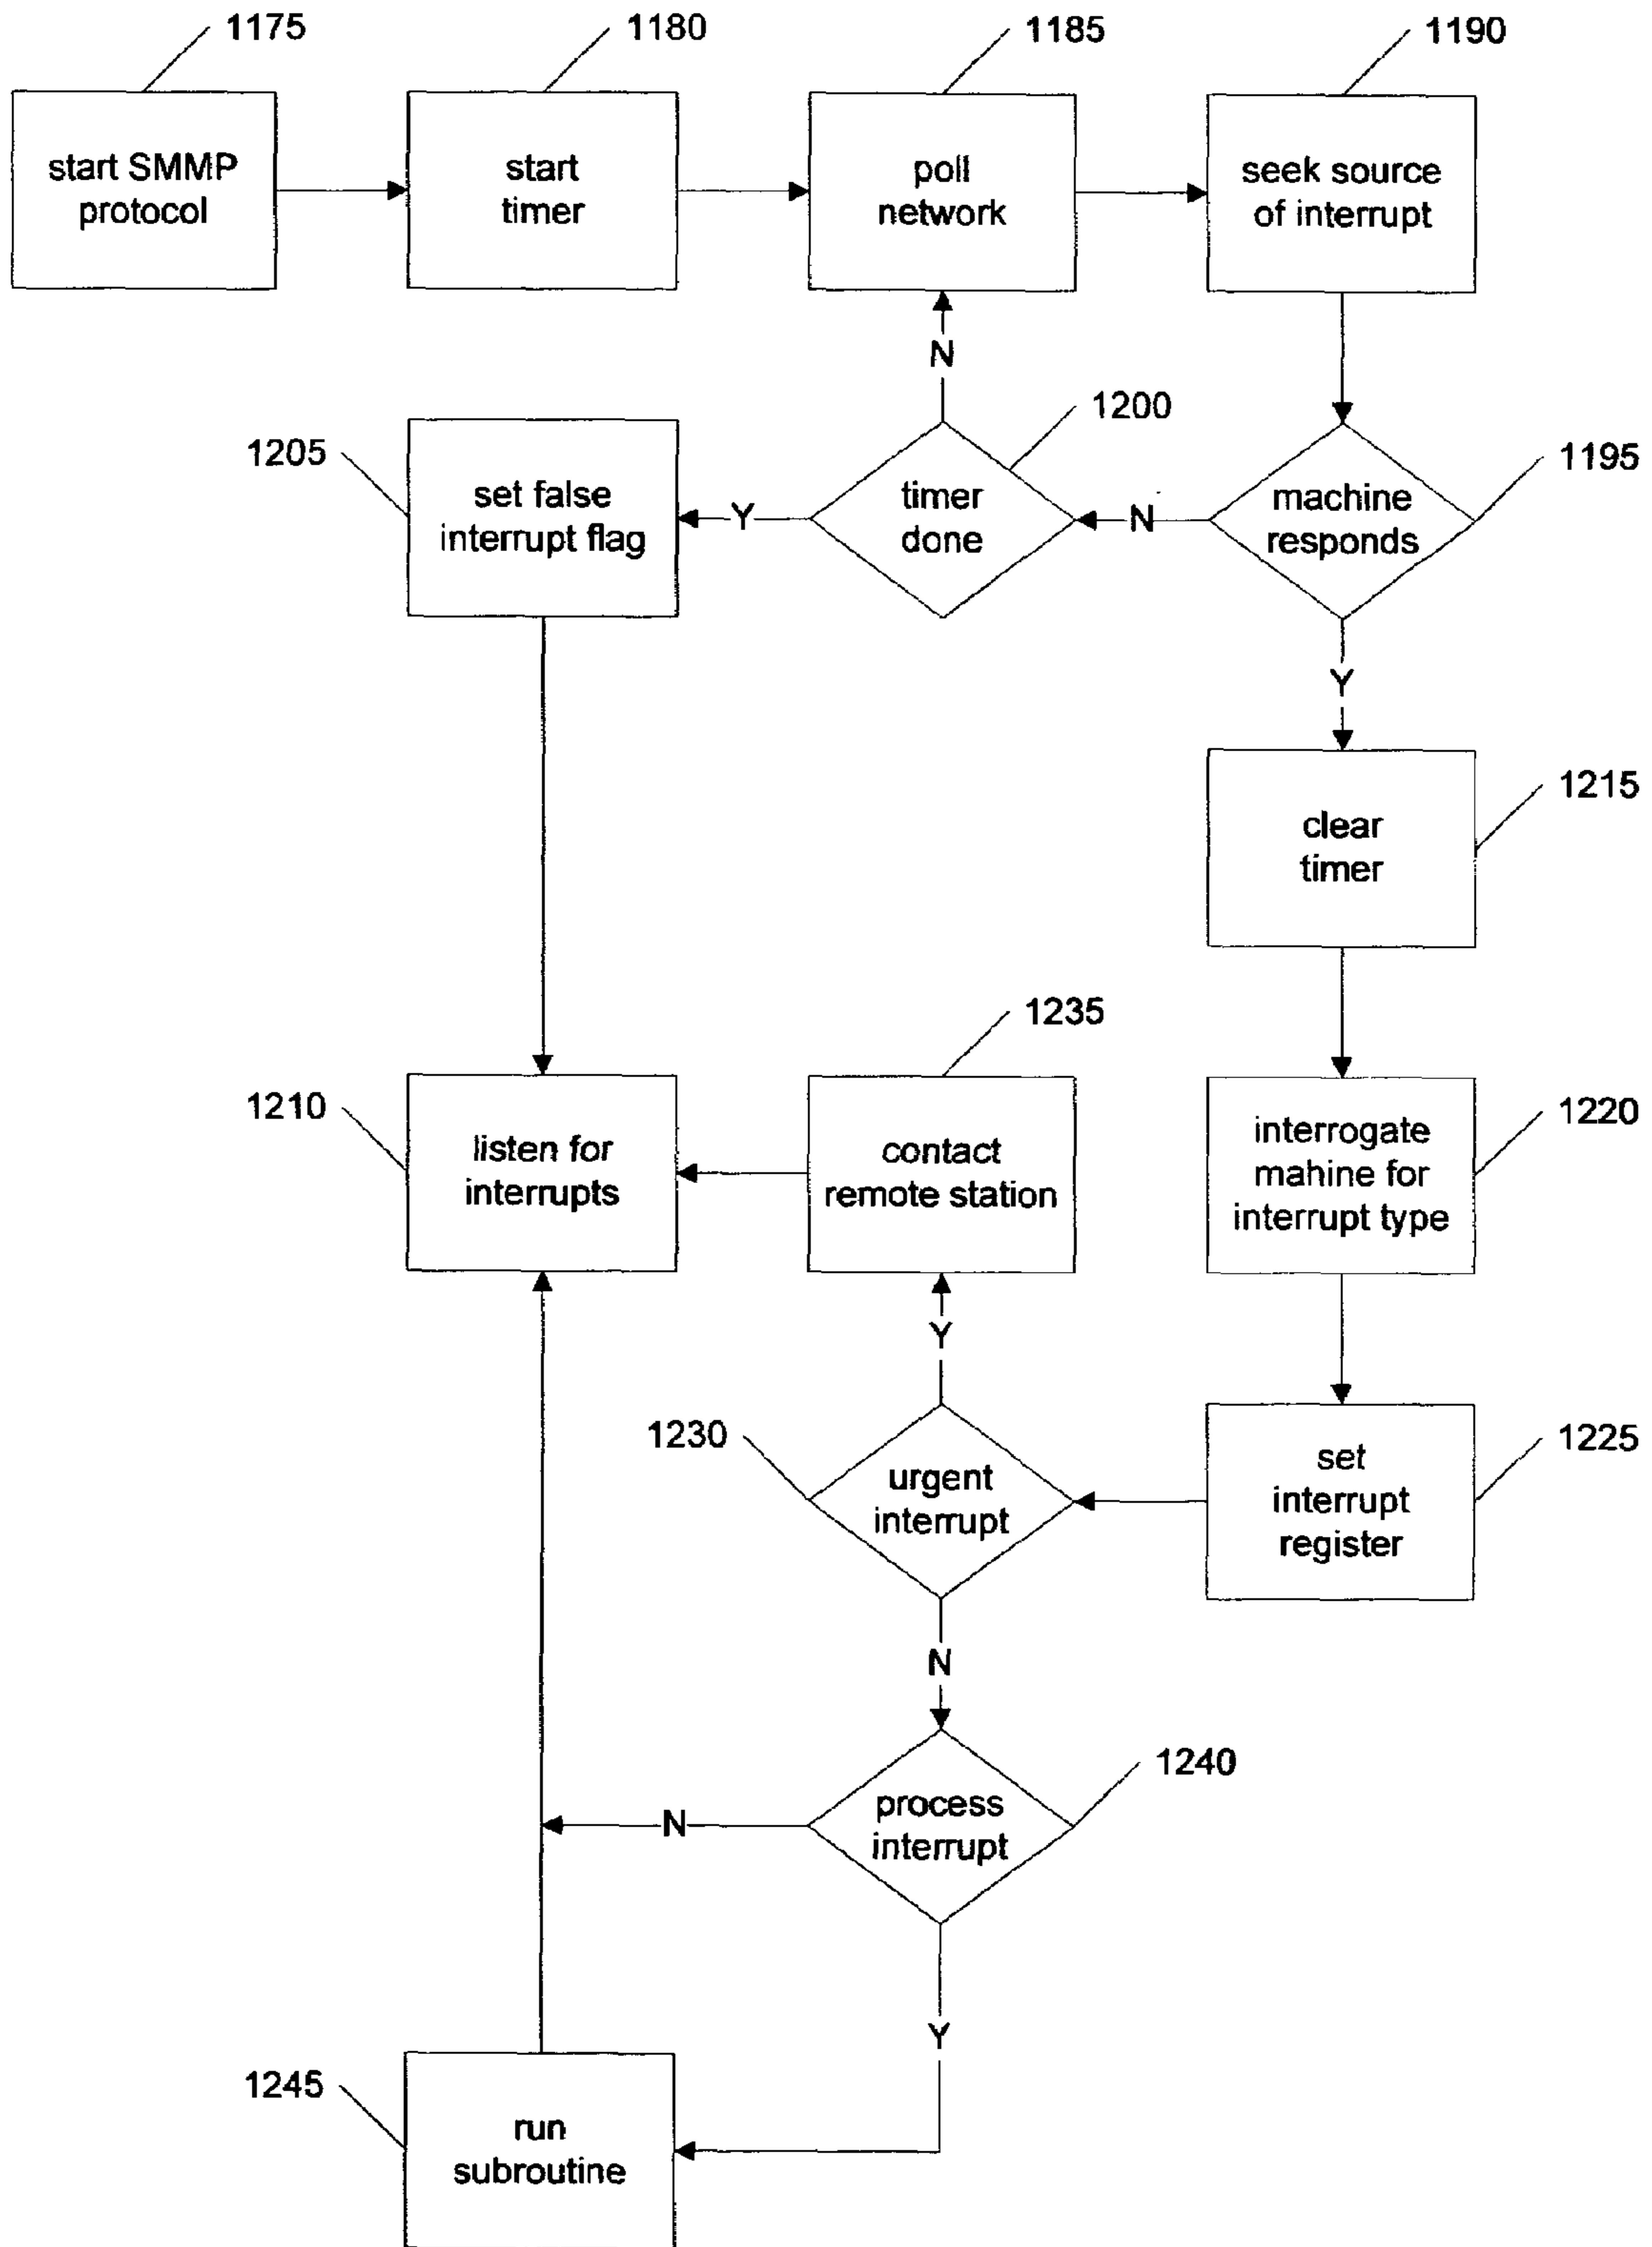 1175
1180
1185
1190
start SMMP
protocol
start
timer
poll
network
seek source
of interrupt
N
1200
1205
1195
set false
interrupt flag
Y
timer
done
N
machine
responds
Y
1215
clear
timer
1235
1210
1220
listen for
interrupts
contact
remote station
interrogate
mahine for
interrupt type
Y
1230
1225
urgent
interrupt
set
interrupt
register
N
1240
process
interrupt
N
Y
1245
run
subroutine